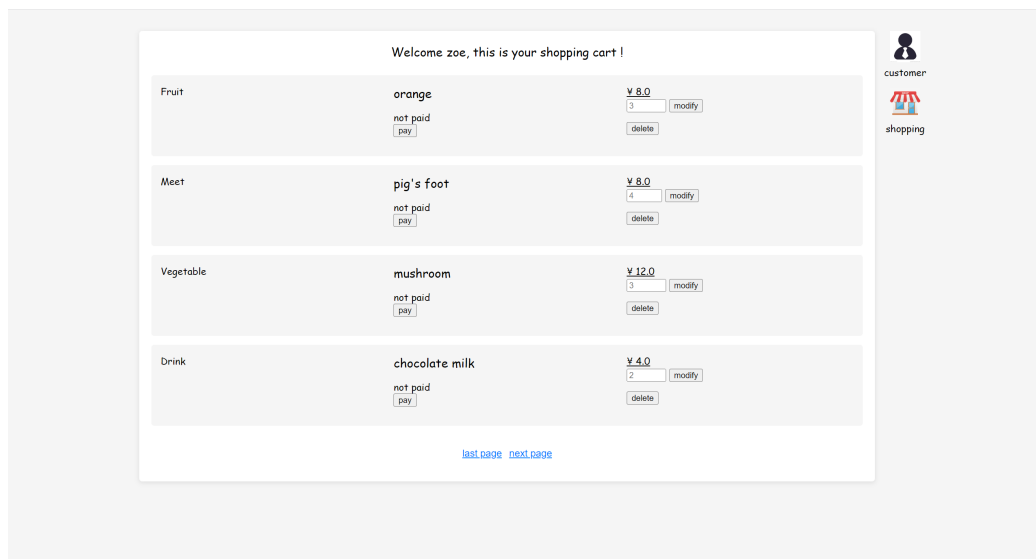 Welcome zoe, this is your shopping cart !
customer
shopping
Fruit
orange
¥ 8.0
3 modify
not paid
pay
delete
Meet
pig's foot
¥ 8.0
4 modify
not paid
pay
delete
Vegetable
mushroom
¥ 12.0
3 modify
not paid
pay
delete
Drink
chocolate milk
¥ 4.0
2 modify
not paid
pay
delete
last page next page